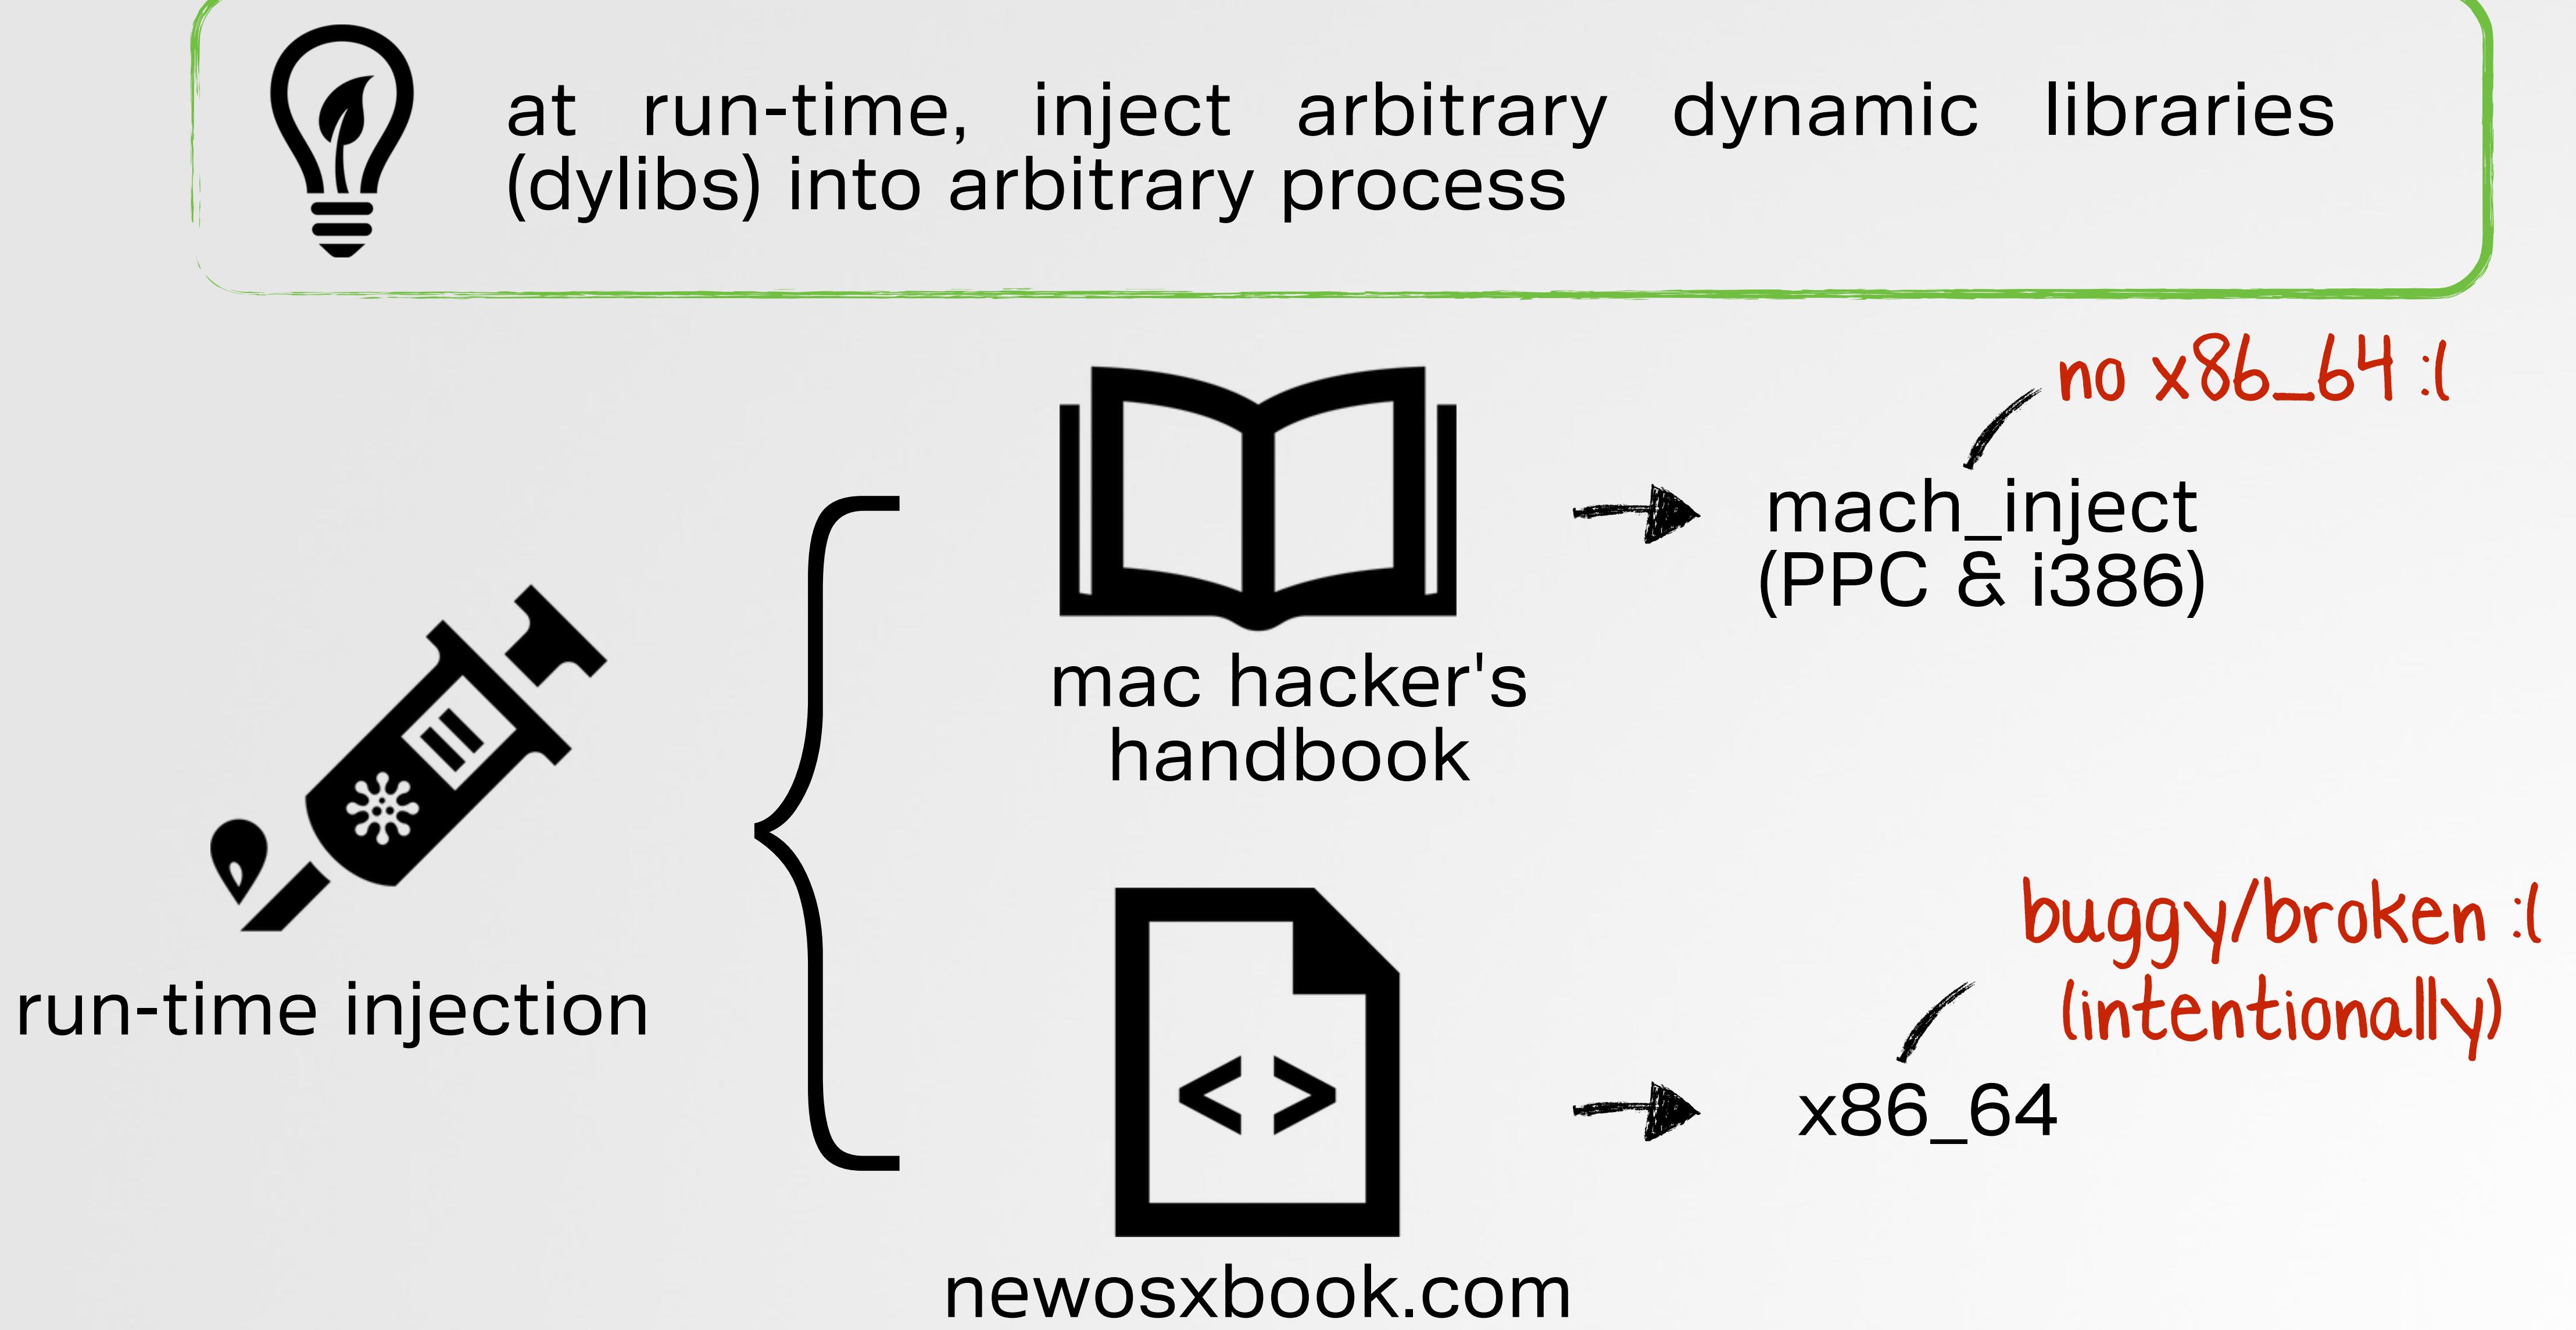 at run-time, inject arbitrary dynamic libraries
(dylibs) into arbitrary process
no x86_64 :(
mach_inject
(PPC & i386)
mac hacker's
handbook
run-time injection
buggy/broken :(
(intentionally)
x86_64
< >
newosxbook.com